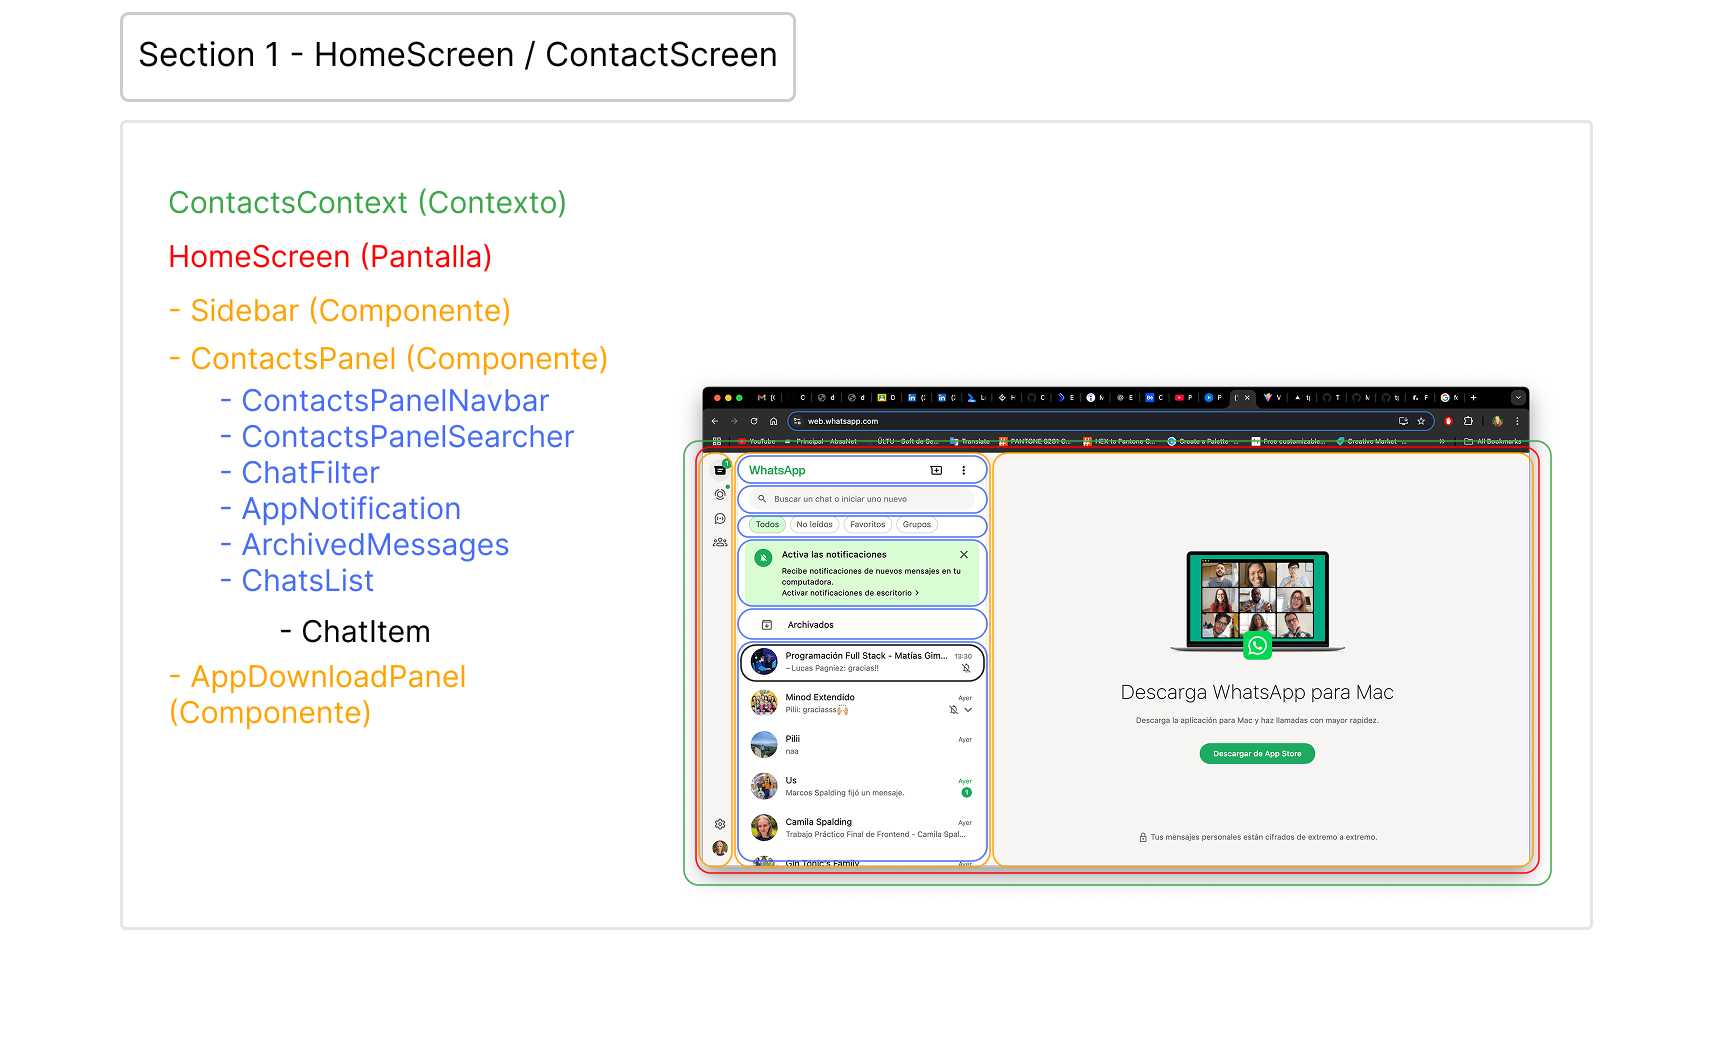 Section 1 - HomeScreen / ContactScreen
ContactsContext (Contexto)
HomeScreen (Pantalla)
- Sidebar (Componente)
- ContactsPanel (Componente)
- ContactsPanelNavbar
- ContactsPanelSearcher
- ChatFilter
- AppNotification
- ArchivedMessages
- ChatsList
- ChatItem
- AppDownloadPanel
(Componente)
web.whatsapp.com
YouTube
Principal - AbsaNet
ÚLTU - Soft de Se...
Translate
PANTONE 8281 C...
HEX to Pantone C...
Create a Palette -...
Free customizable...
Creative Market -...
All Bookmarks
WhatsApp
Buscar un chat o iniciar uno nuevo
Todos No leídos Favoritos Grupos
Activa las notificaciones
Recibe notificaciones de nuevos mensajes en tu
computadora.
Activar notificaciones de escritorio >
Archivados
Programación Full Stack - Matías Gim... 13:30
~ Lucas Pagniez: gracias!!
Minod Extendido Ayer
Pilii: graciasss🙌🏼
Pilii Ayer
naa
Us Ayer
Marcos Spalding fijó un mensaje. 1
Camila Spalding Ayer
Trabajo Práctico Final de Frontend - Camila Spal...
Gin Tonic's Family Ayer
Descarga WhatsApp para Mac
Descarga la aplicación para Mac y haz llamadas con mayor rapidez.
Descargar de App Store
Tus mensajes personales están cifrados de extremo a extremo.